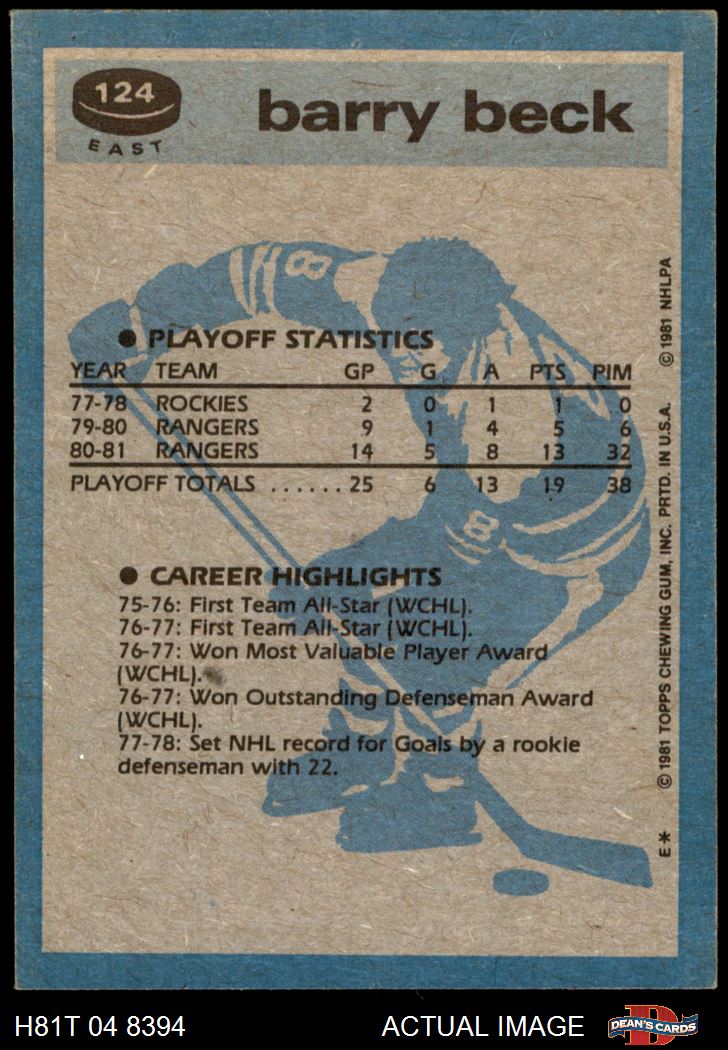 124
EAST
barry beck
8
● PLAYOFF STATISTICS
YEAR TEAM GP G A PTS PIM
77-78 ROCKIES 2 0 1 1 0
79-80 RANGERS 9 1 4 5 6
80-81 RANGERS 14 5 8 13 32
PLAYOFF TOTALS ...... 25 6 13 19 38
8
● CAREER HIGHLIGHTS
75-76: First Team All-Star (WCHL).
76-77: First Team All-Star (WCHL).
76-77: Won Most Valuable Player Award
(WCHL).
76-77: Won Outstanding Defenseman Award
(WCHL).
77-78: Set NHL record for Goals by a rookie
defenseman with 22.
E* © 1981 TOPPS CHEWING GUM, INC. PRTD. IN U.S.A. © 1981 NHLPA
H81T 04 8394 ACTUAL IMAGE
D
DEAN'S CARDS